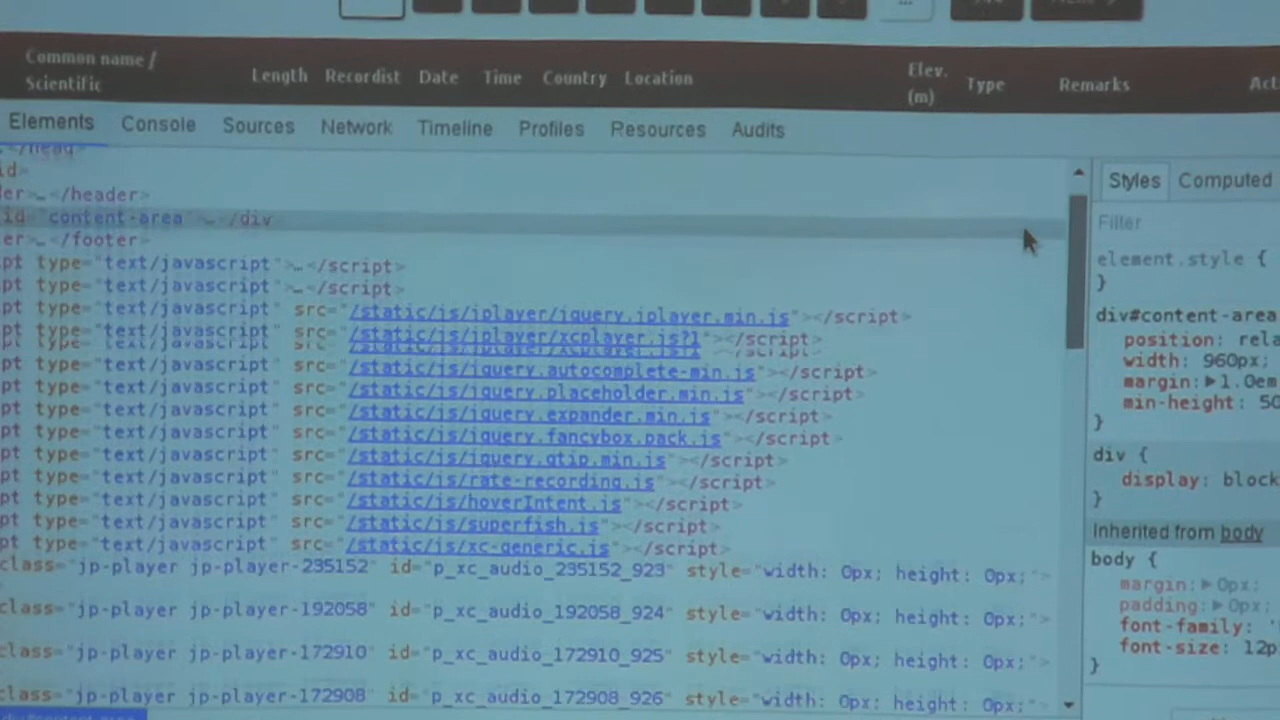 Common name /
Scientific
Length Recordist Date Time Country Location
Elev.
(m)
Type Remarks
Elements Console Sources Network Timeline Profiles Resources Audits
</head>
id>
der>…</header>
id="content-area">…</div>
er>…</footer>
pt type="text/javascript">…</script>
pt type="text/javascript">…</script>
pt type="text/javascript" src="/static/js/jplayer/jquery.jplayer.min.js"></script>
pt type="text/javascript" src="/static/js/jplayer/xcplayer.js?1"></script>
pt type="text/javascript" src="/static/js/jquery.autocomplete-min.js"></script>
pt type="text/javascript" src="/static/js/jquery.placeholder.min.js"></script>
pt type="text/javascript" src="/static/js/jquery.expander.min.js"></script>
pt type="text/javascript" src="/static/js/jquery.fancybox.pack.js"></script>
pt type="text/javascript" src="/static/js/jquery.qtip.min.js"></script>
pt type="text/javascript" src="/static/js/rate-recording.js"></script>
pt type="text/javascript" src="/static/js/hoverIntent.js"></script>
pt type="text/javascript" src="/static/js/superfish.js"></script>
pt type="text/javascript" src="/static/js/xc-generic.js"></script>
class="jp-player jp-player-235152" id="p_xc_audio_235152_923" style="width: 0px; height: 0px;">
class="jp-player jp-player-192058" id="p_xc_audio_192058_924" style="width: 0px; height: 0px;">
class="jp-player jp-player-172910" id="p_xc_audio_172910_925" style="width: 0px; height: 0px;">
class="jp-player jp-player-172908" id="p_xc_audio_172908_926" style="width: 0px; height: 0px;">
Styles Computed
Filter
element.style {
}
div#content-area
position: rela
width: 960px;
margin:▶1.0em
min-height: 50
}
div {
display: block
}
Inherited from body
body {
margin:▶0px;
padding:▶0px;
font-family: '
font-size: 12p
}